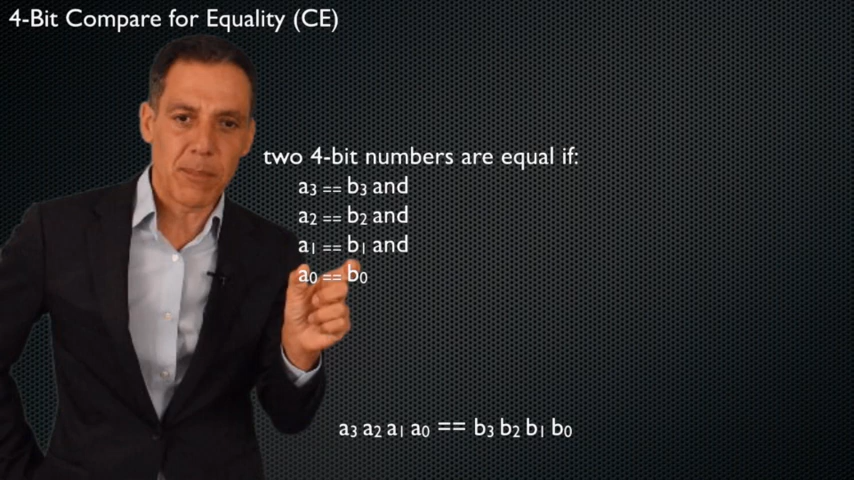 4-Bit Compare for Equality (CE)
two 4-bit numbers are equal if:
a₃ == b₃ and
a₂ == b₂ and
a₁ == b₁ and
a₀ == b₀
a₃ a₂ a₁ a₀ == b₃ b₂ b₁ b₀